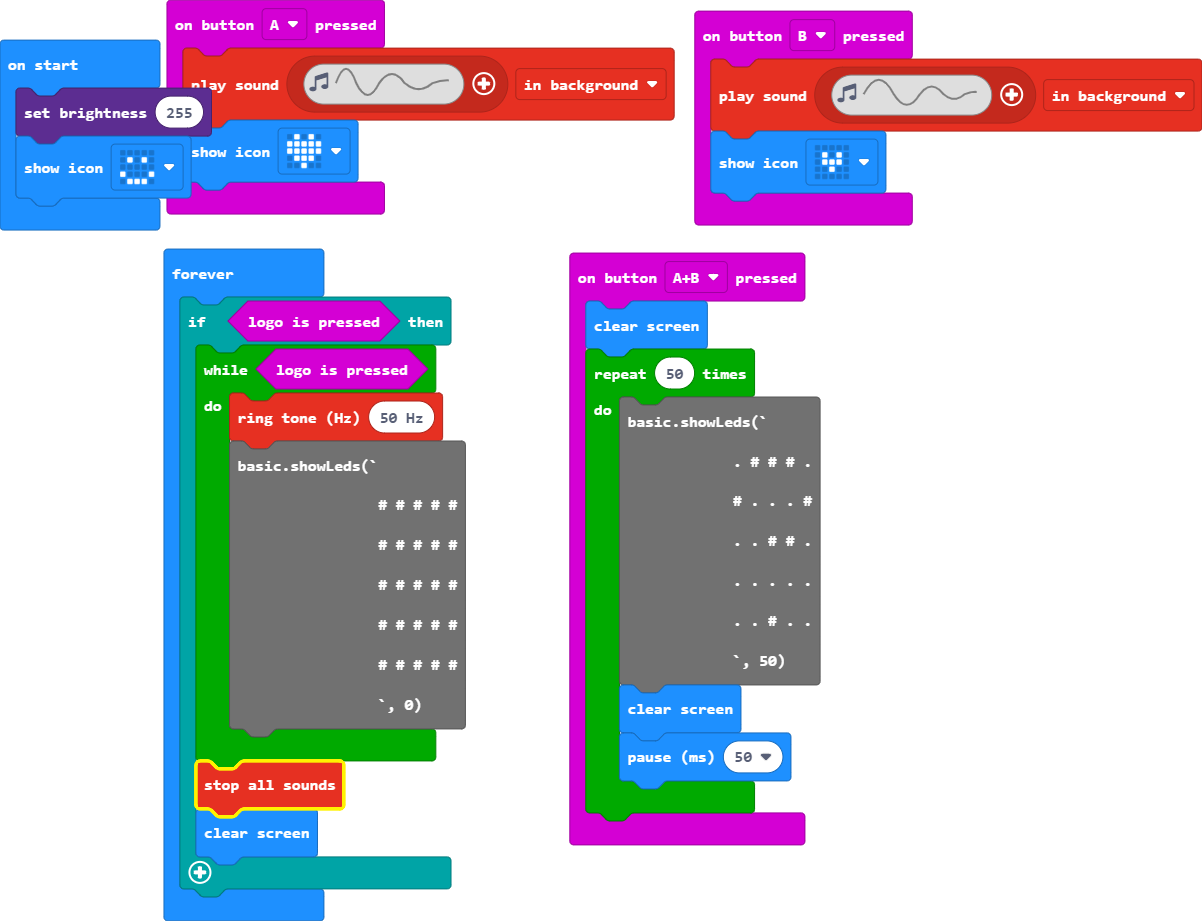 on start
set brightness 255
show icon
on button A pressed
play sound in background
show icon
on button B pressed
play sound in background
show icon
forever
if logo is pressed then
while logo is pressed
do
ring tone (Hz) 50 Hz
basic.showLeds(`
# # # # #
# # # # #
# # # # #
# # # # #
# # # # #
`, 0)
stop all sounds
clear screen
on button A+B pressed
clear screen
repeat 50 times
do
basic.showLeds(`
. # # # .
# . . . #
. . # # .
. . . . .
. . # . .
`, 50)
clear screen
pause (ms) 50